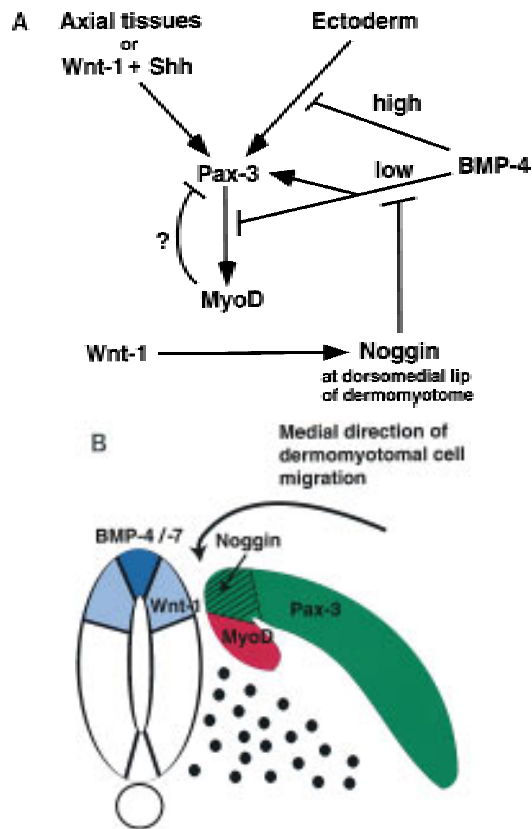 A
Axial tissues
or
Wnt-1 + Shh
Ectoderm
high
Pax-3
low
BMP-4
?
MyoD
Wnt-1
Noggin
at dorsomedial lip
of dermomyotome
B
Medial direction of
dermomyotomal cell
migration
BMP-4 /-7
Noggin
Wnt-1
Pax-3
MyoD